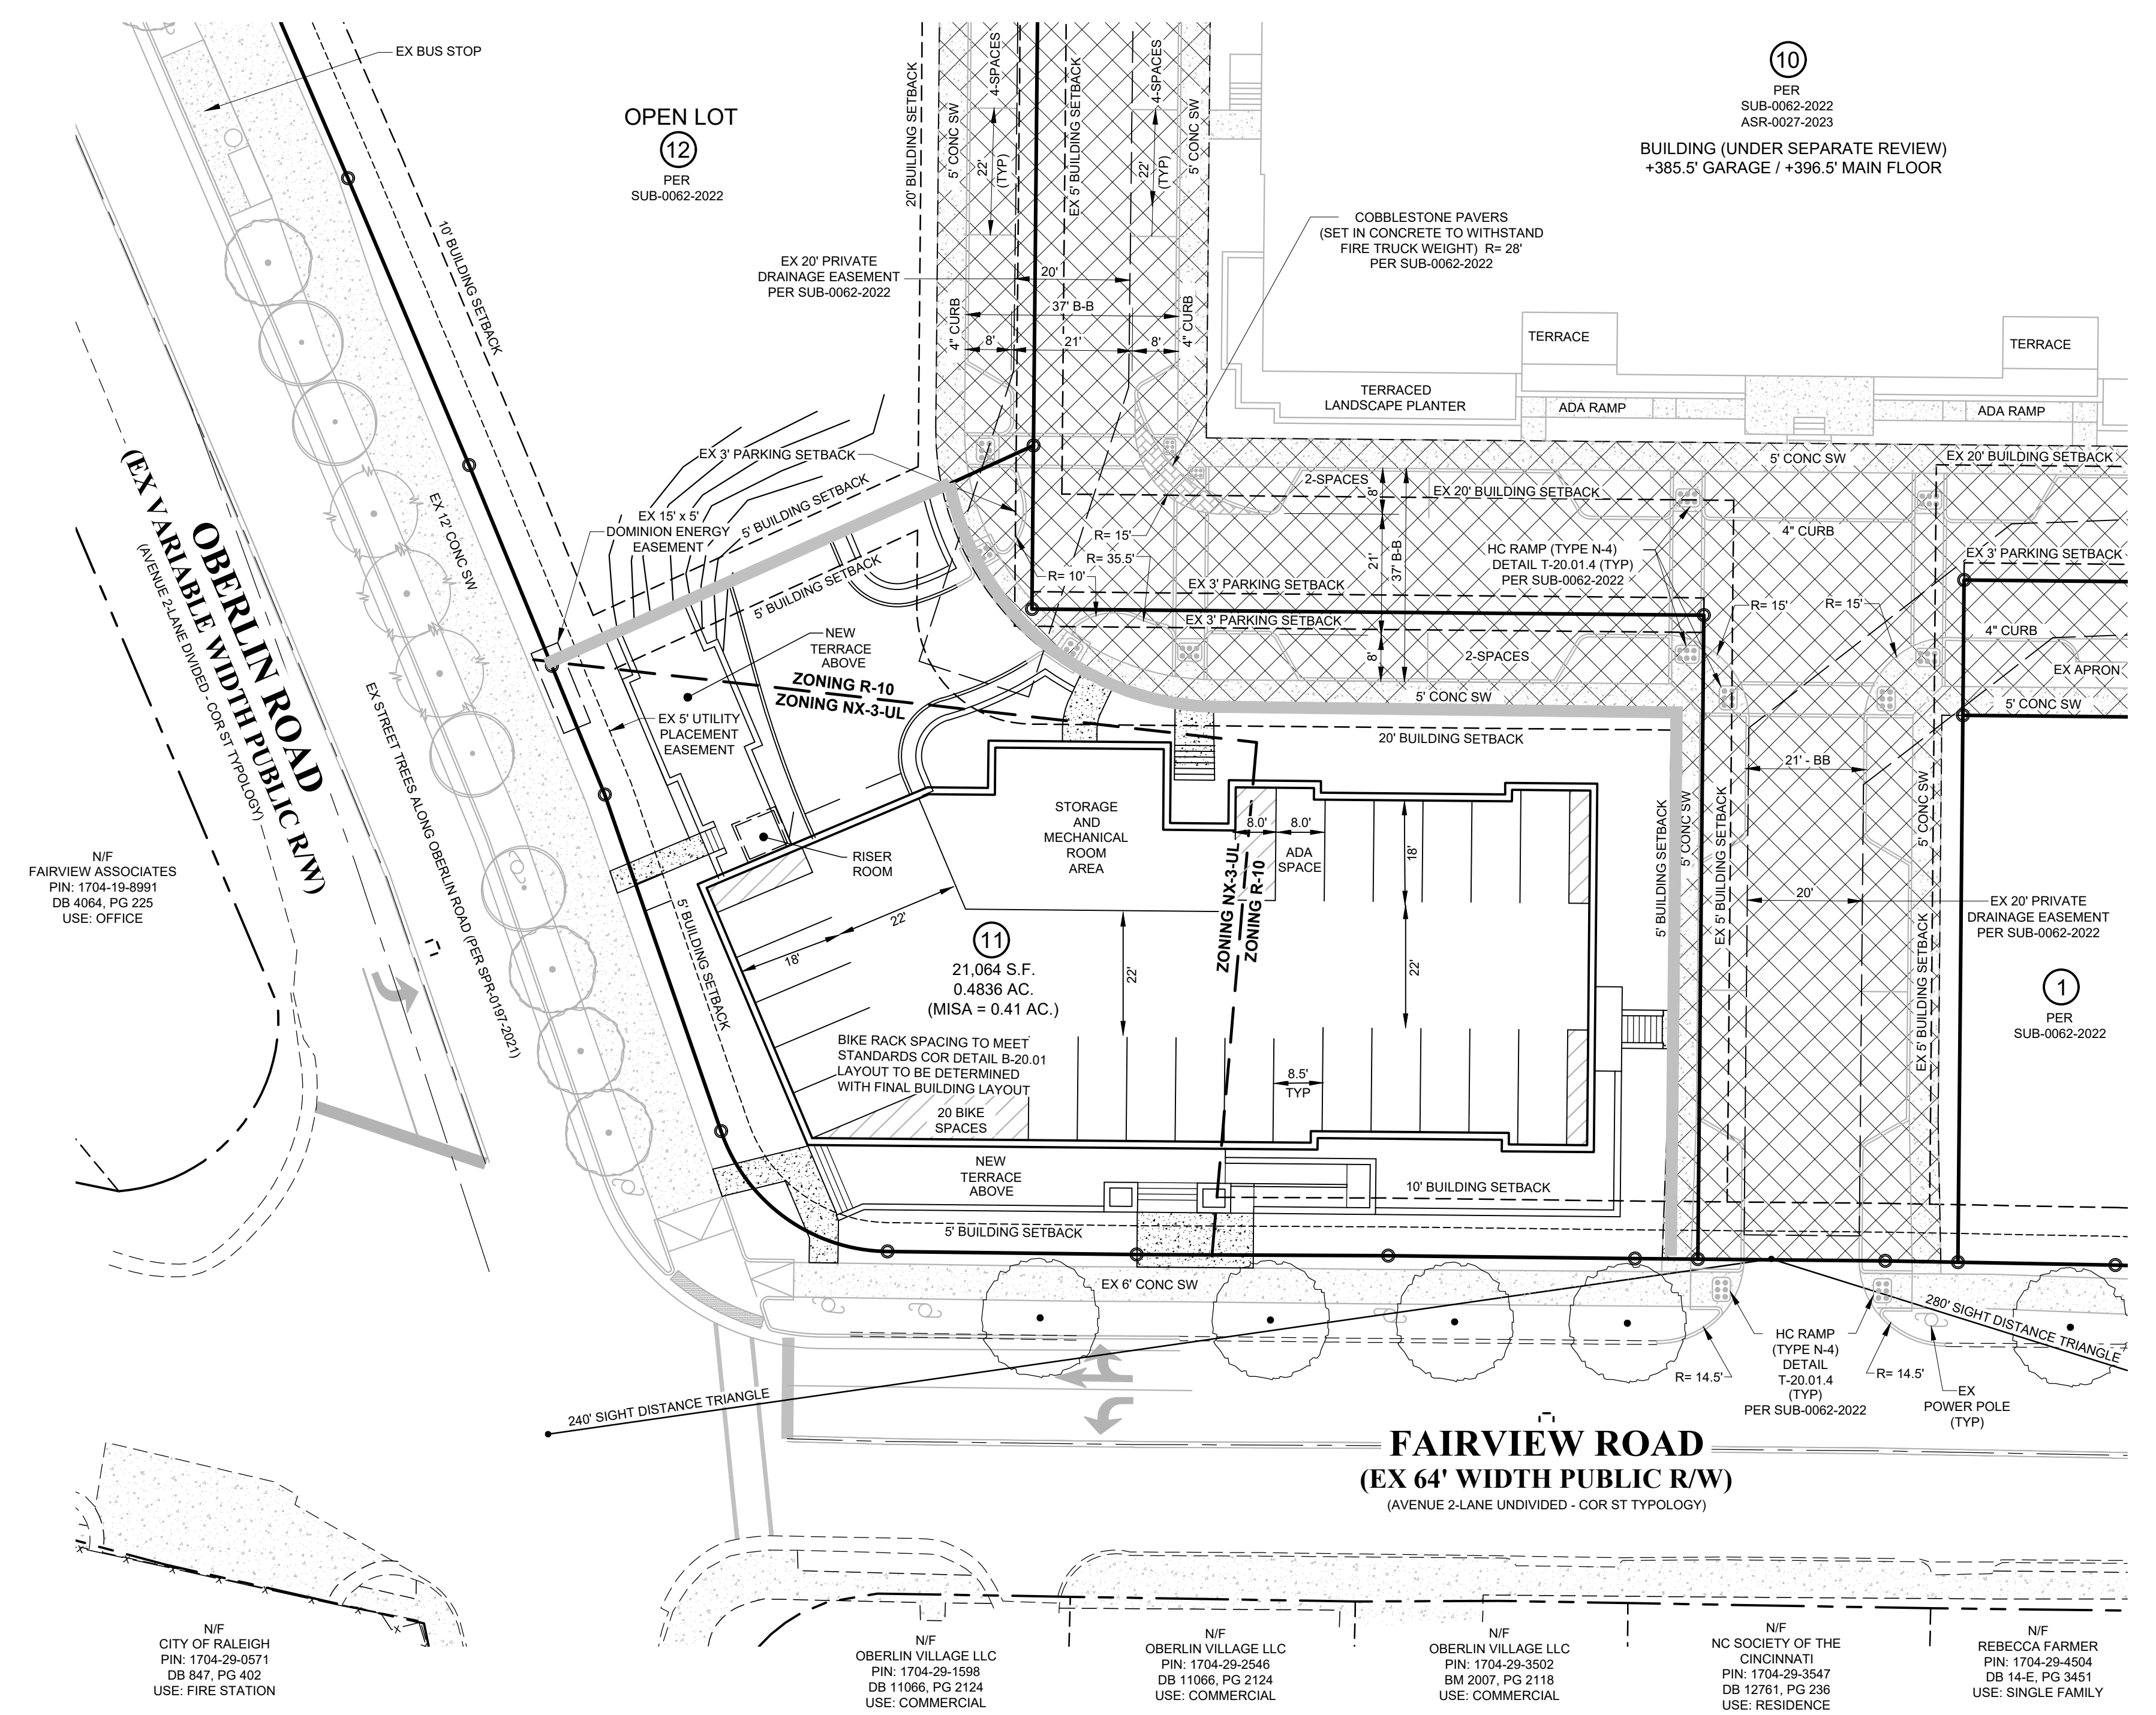 EX BUS STOP
OPEN LOT
12
PER
SUB-0062-2022
10' BUILDING SETBACK
20' BUILDING SETBACK
5' CONC SW
4-SPACES
22'
(TYP)
EX 5' BUILDING SETBACK
4-SPACES
22'
(TYP)
5' CONC SW
10
PER
SUB-0062-2022
ASR-0027-2023
BUILDING (UNDER SEPARATE REVIEW)
+385.5' GARAGE / +396.5' MAIN FLOOR
COBBLESTONE PAVERS
(SET IN CONCRETE TO WITHSTAND
FIRE TRUCK WEIGHT) R= 28'
PER SUB-0062-2022
EX 20' PRIVATE
DRAINAGE EASEMENT
PER SUB-0062-2022
20'
37' B-B
4" CURB
4" CURB
8'
21'
8'
TERRACE
TERRACE
TERRACED
LANDSCAPE PLANTER
ADA RAMP
ADA RAMP
EX 3' PARKING SETBACK
5' CONC SW
EX 20' BUILDING SETBACK
2-SPACES
8'
EX 20' BUILDING SETBACK
5' BUILDING SETBACK
EX 15' x 5'
DOMINION ENERGY
EASEMENT
EX 12' CONC SW
OBERLIN ROAD
(EX VARIABLE WIDTH PUBLIC R/W)
(AVENUE 2-LANE DIVIDED - COR ST TYPOLOGY)
4" CURB
R= 15'
R= 35.5'
R= 10'
21'
37' B-B
HC RAMP (TYPE N-4)
DETAIL T-20.01.4 (TYP)
PER SUB-0062-2022
EX 3' PARKING SETBACK
EX 3' PARKING SETBACK
EX 3' PARKING SETBACK
5' BUILDING SETBACK
R= 15'
R= 15'
4" CURB
EX APRON
8'
2-SPACES
5' CONC SW
5' CONC SW
NEW
TERRACE
ABOVE
ZONING R-10
ZONING NX-3-UL
EX 5' UTILITY
PLACEMENT
EASEMENT
EX STREET TREES ALONG OBERLIN ROAD (PER SPR-0197-2021)
20' BUILDING SETBACK
21' - BB
STORAGE
AND
MECHANICAL
ROOM
AREA
8.0'
8.0'
ADA
SPACE
18'
RISER
ROOM
5' BUILDING SETBACK
5' CONC SW
EX 5' BUILDING SETBACK
5' CONC SW
N/F
FAIRVIEW ASSOCIATES
PIN: 1704-19-8991
DB 4064, PG 225
USE: OFFICE
20'
EX 20' PRIVATE
DRAINAGE EASEMENT
PER SUB-0062-2022
22'
18'
5' BUILDING SETBACK
ZONING NX-3-UL
ZONING R-10
11
21,064 S.F.
0.4836 AC.
(MISA = 0.41 AC.)
22'
22'
EX 5' BUILDING SETBACK
1
PER
SUB-0062-2022
BIKE RACK SPACING TO MEET
STANDARDS COR DETAIL B-20.01
LAYOUT TO BE DETERMINED
WITH FINAL BUILDING LAYOUT
8.5'
TYP
20 BIKE
SPACES
NEW
TERRACE
ABOVE
10' BUILDING SETBACK
5' BUILDING SETBACK
EX 6' CONC SW
280' SIGHT DISTANCE TRIANGLE
HC RAMP
(TYPE N-4)
DETAIL
T-20.01.4
(TYP)
PER SUB-0062-2022
R= 14.5'
R= 14.5'
EX
POWER POLE
(TYP)
240' SIGHT DISTANCE TRIANGLE
FAIRVIEW ROAD
(EX 64' WIDTH PUBLIC R/W)
(AVENUE 2-LANE UNDIVIDED - COR ST TYPOLOGY)
N/F
CITY OF RALEIGH
PIN: 1704-29-0571
DB 847, PG 402
USE: FIRE STATION
N/F
OBERLIN VILLAGE LLC
PIN: 1704-29-1598
DB 11066, PG 2124
USE: COMMERCIAL
N/F
OBERLIN VILLAGE LLC
PIN: 1704-29-2546
DB 11066, PG 2124
USE: COMMERCIAL
N/F
OBERLIN VILLAGE LLC
PIN: 1704-29-3502
BM 2007, PG 2118
USE: COMMERCIAL
N/F
NC SOCIETY OF THE
CINCINNATI
PIN: 1704-29-3547
DB 12761, PG 236
USE: RESIDENCE
N/F
REBECCA FARMER
PIN: 1704-29-4504
DB 14-E, PG 3451
USE: SINGLE FAMILY